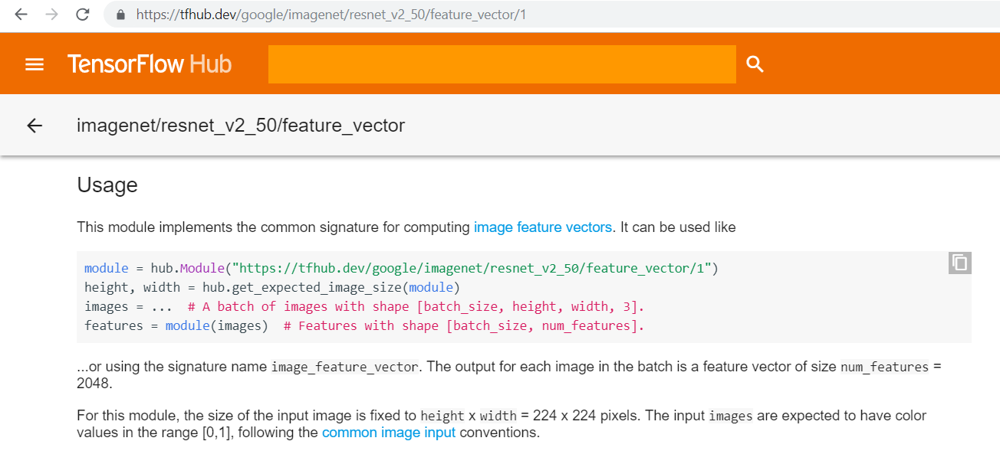 https://tfhub.dev/google/imagenet/resnet_v2_50/feature_vector/1
TensorFlow Hub
imagenet/resnet_v2_50/feature_vector
Usage
This module implements the common signature for computing image feature vectors. It can be used like
module = hub.Module("https://tfhub.dev/google/imagenet/resnet_v2_50/feature_vector/1")
height, width = hub.get_expected_image_size(module)
images = ...  # A batch of images with shape [batch_size, height, width, 3].
features = module(images)  # Features with shape [batch_size, num_features].
...or using the signature name image_feature_vector. The output for each image in the batch is a feature vector of size num_features =
2048.
For this module, the size of the input image is fixed to height x width = 224 x 224 pixels. The input images are expected to have color
values in the range [0,1], following the common image input conventions.